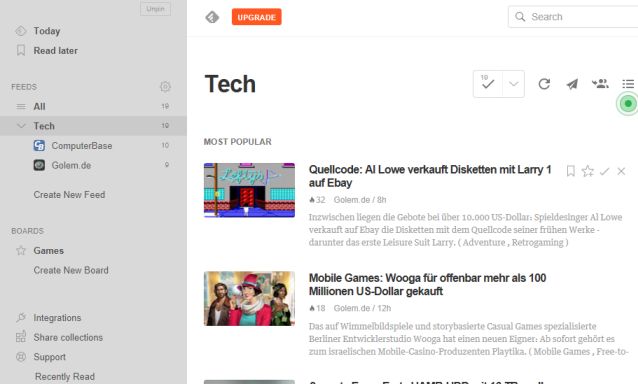 Unpin
Today
Read later
FEEDS
All 19
Tech 19
ComputerBase 10
Golem.de 9
Create New Feed
BOARDS
Games
Create New Board
Integrations
Share collections
Support
Recently Read
UPGRADE
Search
Tech
19
MOST POPULAR
Quellcode: Al Lowe verkauft Disketten mit Larry 1
auf Ebay
32 Golem.de / 8h
Inzwischen liegen die Gebote bei über 10.000 US-Dollar: Spieldesinger Al Lowe
verkauft auf Ebay die Disketten mit dem Quellcode seiner frühen Werke -
darunter das erste Leisure Suit Larry. ( Adventure , Retrogaming )
Mobile Games: Wooga für offenbar mehr als 100
Millionen US-Dollar gekauft
18 Golem.de / 12h
Das auf Wimmelbildspiele und storybasierte Casual Games spezialisierte
Berliner Entwicklerstudio Wooga hat einen neuen Eigner: Ab sofort gehört es
zum israelischen Mobile-Casino-Produzenten Playtika. ( Mobile Games , Free-to-